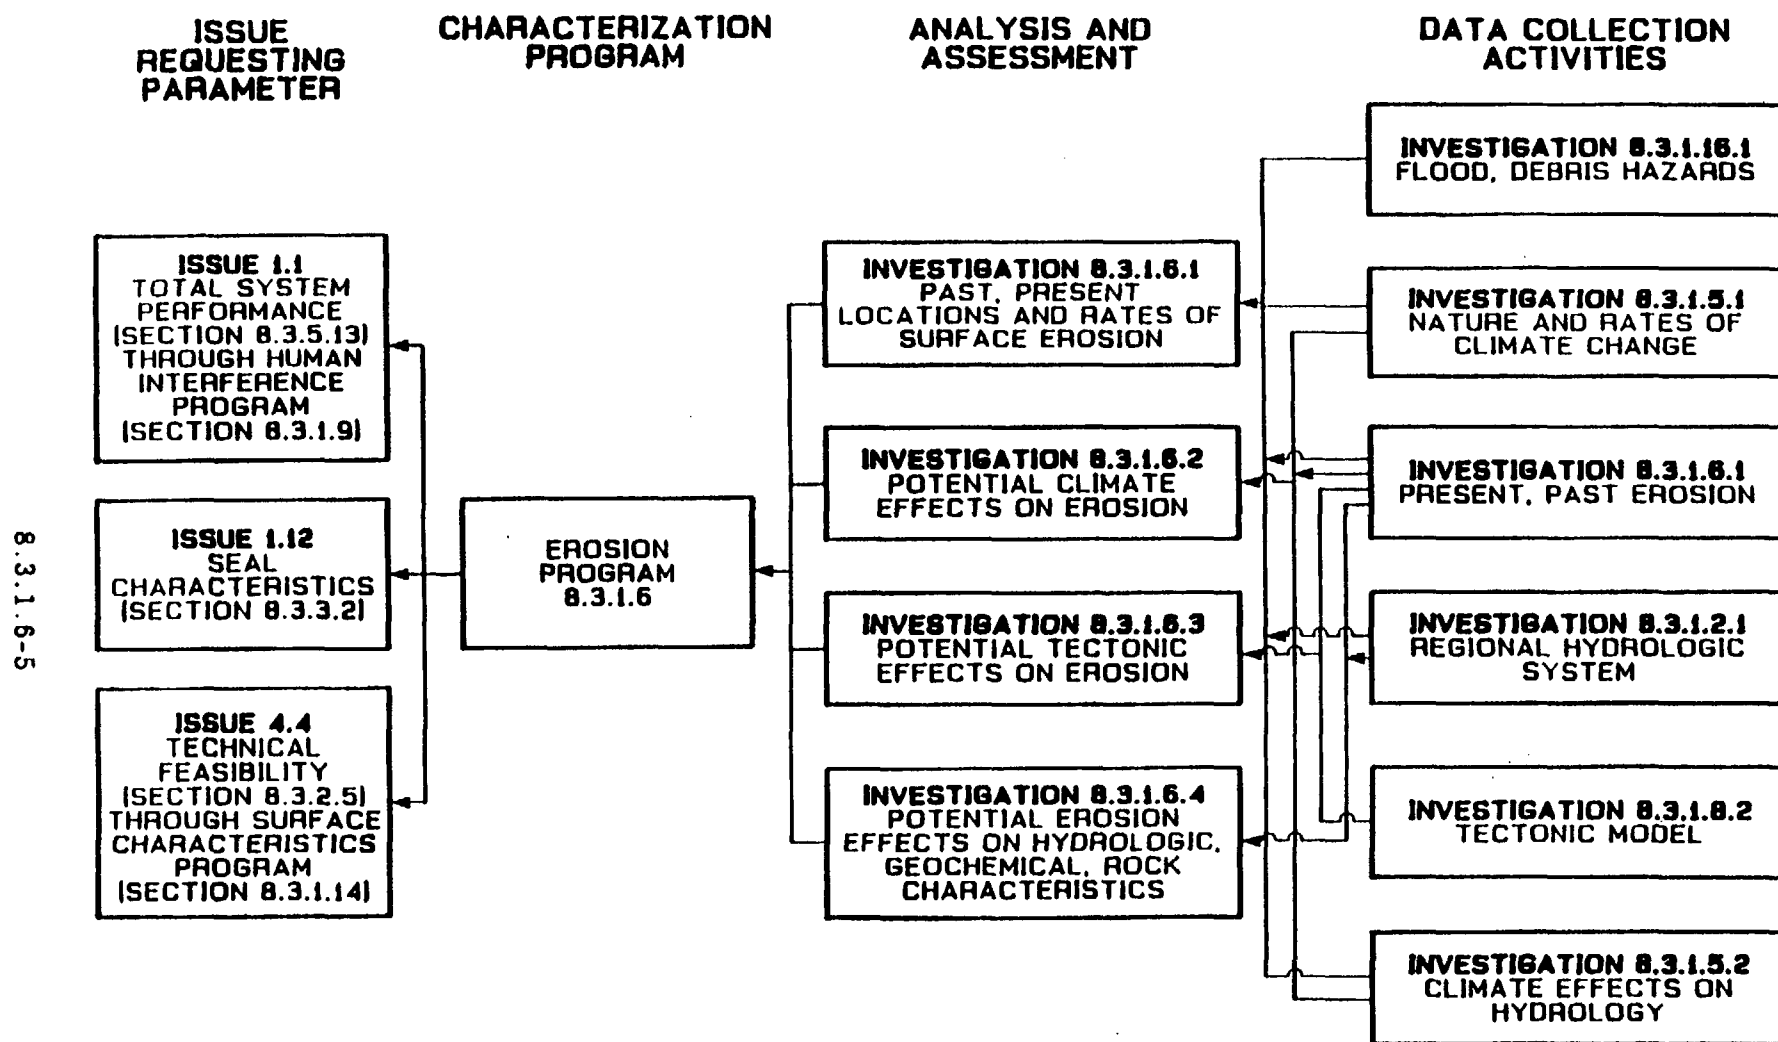 ISSUE
REQUESTING
PARAMETER
CHARACTERIZATION
PROGRAM
ANALYSIS AND
ASSESSMENT
DATA COLLECTION
ACTIVITIES
ISSUE 1.1
TOTAL SYSTEM
PERFORMANCE
(SECTION 8.3.5.13)
THROUGH HUMAN
INTERFERENCE
PROGRAM
(SECTION 8.3.1.9)
ISSUE 1.12
SEAL
CHARACTERISTICS
(SECTION 8.3.3.2)
ISSUE 4.4
TECHNICAL
FEASIBILITY
(SECTION 8.3.2.5)
THROUGH SURFACE
CHARACTERISTICS
PROGRAM
(SECTION 8.3.1.14)
EROSION
PROGRAM
8.3.1.6
INVESTIGATION 8.3.1.6.1
PAST, PRESENT
LOCATIONS AND RATES OF
SURFACE EROSION
INVESTIGATION 8.3.1.6.2
POTENTIAL CLIMATE
EFFECTS ON EROSION
INVESTIGATION 8.3.1.6.3
POTENTIAL TECTONIC
EFFECTS ON EROSION
INVESTIGATION 8.3.1.6.4
POTENTIAL EROSION
EFFECTS ON HYDROLOGIC,
GEOCHEMICAL, ROCK
CHARACTERISTICS
INVESTIGATION 8.3.1.16.1
FLOOD, DEBRIS HAZARDS
INVESTIGATION 8.3.1.5.1
NATURE AND RATES OF
CLIMATE CHANGE
INVESTIGATION 8.3.1.6.1
PRESENT, PAST EROSION
INVESTIGATION 8.3.1.2.1
REGIONAL HYDROLOGIC
SYSTEM
INVESTIGATION 8.3.1.8.2
TECTONIC MODEL
INVESTIGATION 8.3.1.5.2
CLIMATE EFFECTS ON
HYDROLOGY
8.3.1.6-5